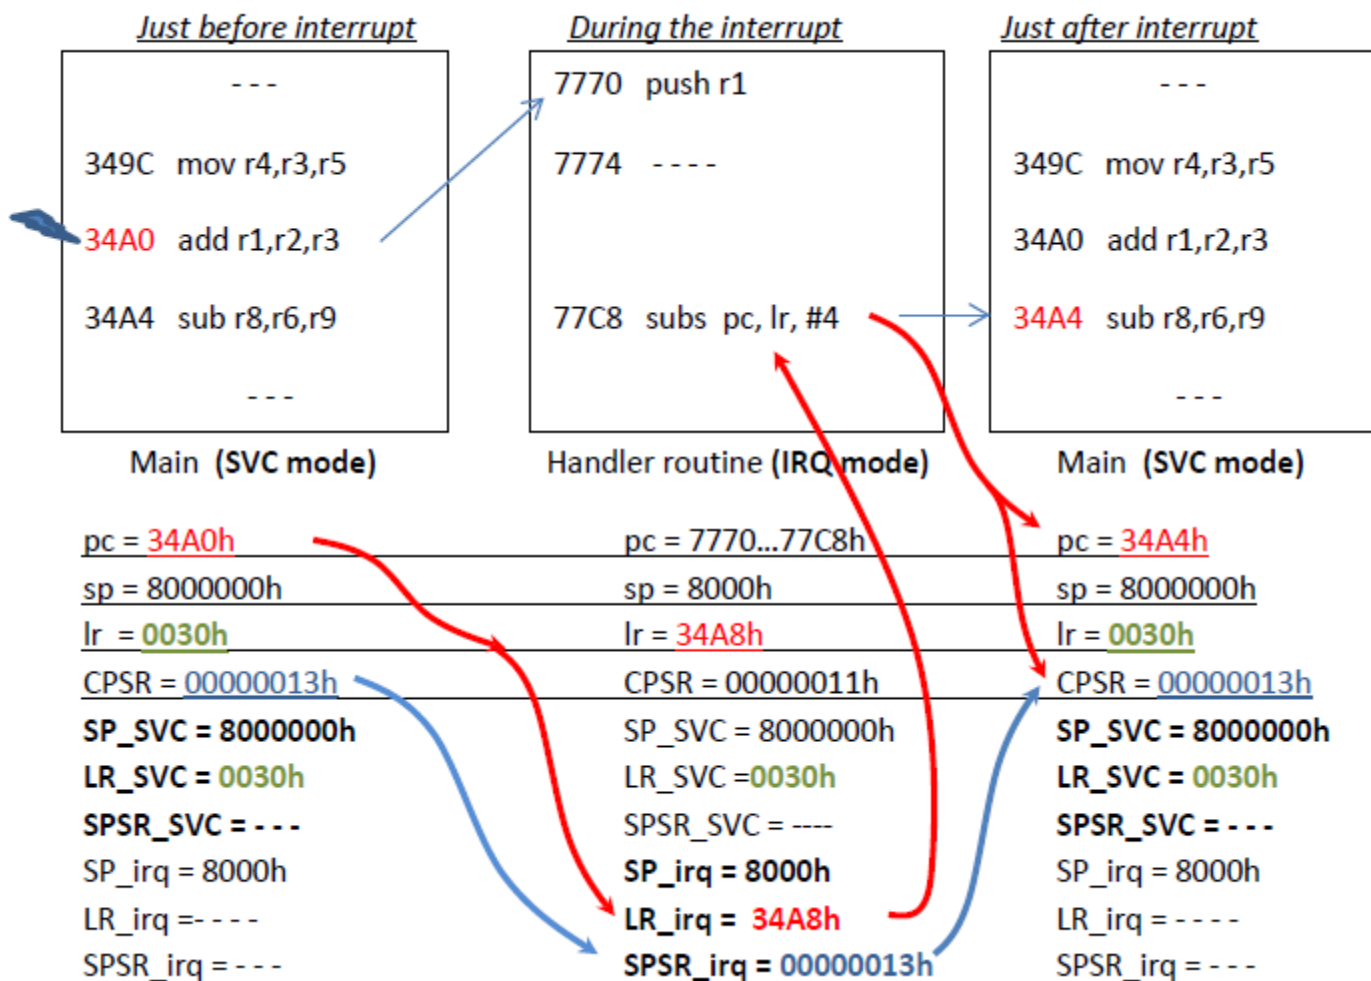 Just before interrupt During the interrupt Just after interrupt
- - - 7770 push r1 - - -
349C mov r4,r3,r5 7774 - - - - 349C mov r4,r3,r5
34A0 add r1,r2,r3 34A0 add r1,r2,r3
34A4 sub r8,r6,r9 77C8 subs pc, lr, #4 34A4 sub r8,r6,r9
- - - - - -
Main (SVC mode) Handler routine (IRQ mode) Main (SVC mode)
pc = 34A0h pc = 7770...77C8h pc = 34A4h
sp = 8000000h sp = 8000h sp = 8000000h
lr = 0030h lr = 34A8h lr = 0030h
CPSR = 00000013h CPSR = 00000011h CPSR = 00000013h
SP_SVC = 8000000h SP_SVC = 8000000h SP_SVC = 8000000h
LR_SVC = 0030h LR_SVC =0030h LR_SVC = 0030h
SPSR_SVC = - - - SPSR_SVC = ---- SPSR_SVC = - - -
SP_irq = 8000h SP_irq = 8000h SP_irq = 8000h
LR_irq =- - - - LR_irq = 34A8h LR_irq = - - - -
SPSR_irq = - - - SPSR_irq = 00000013h SPSR_irq = - - -